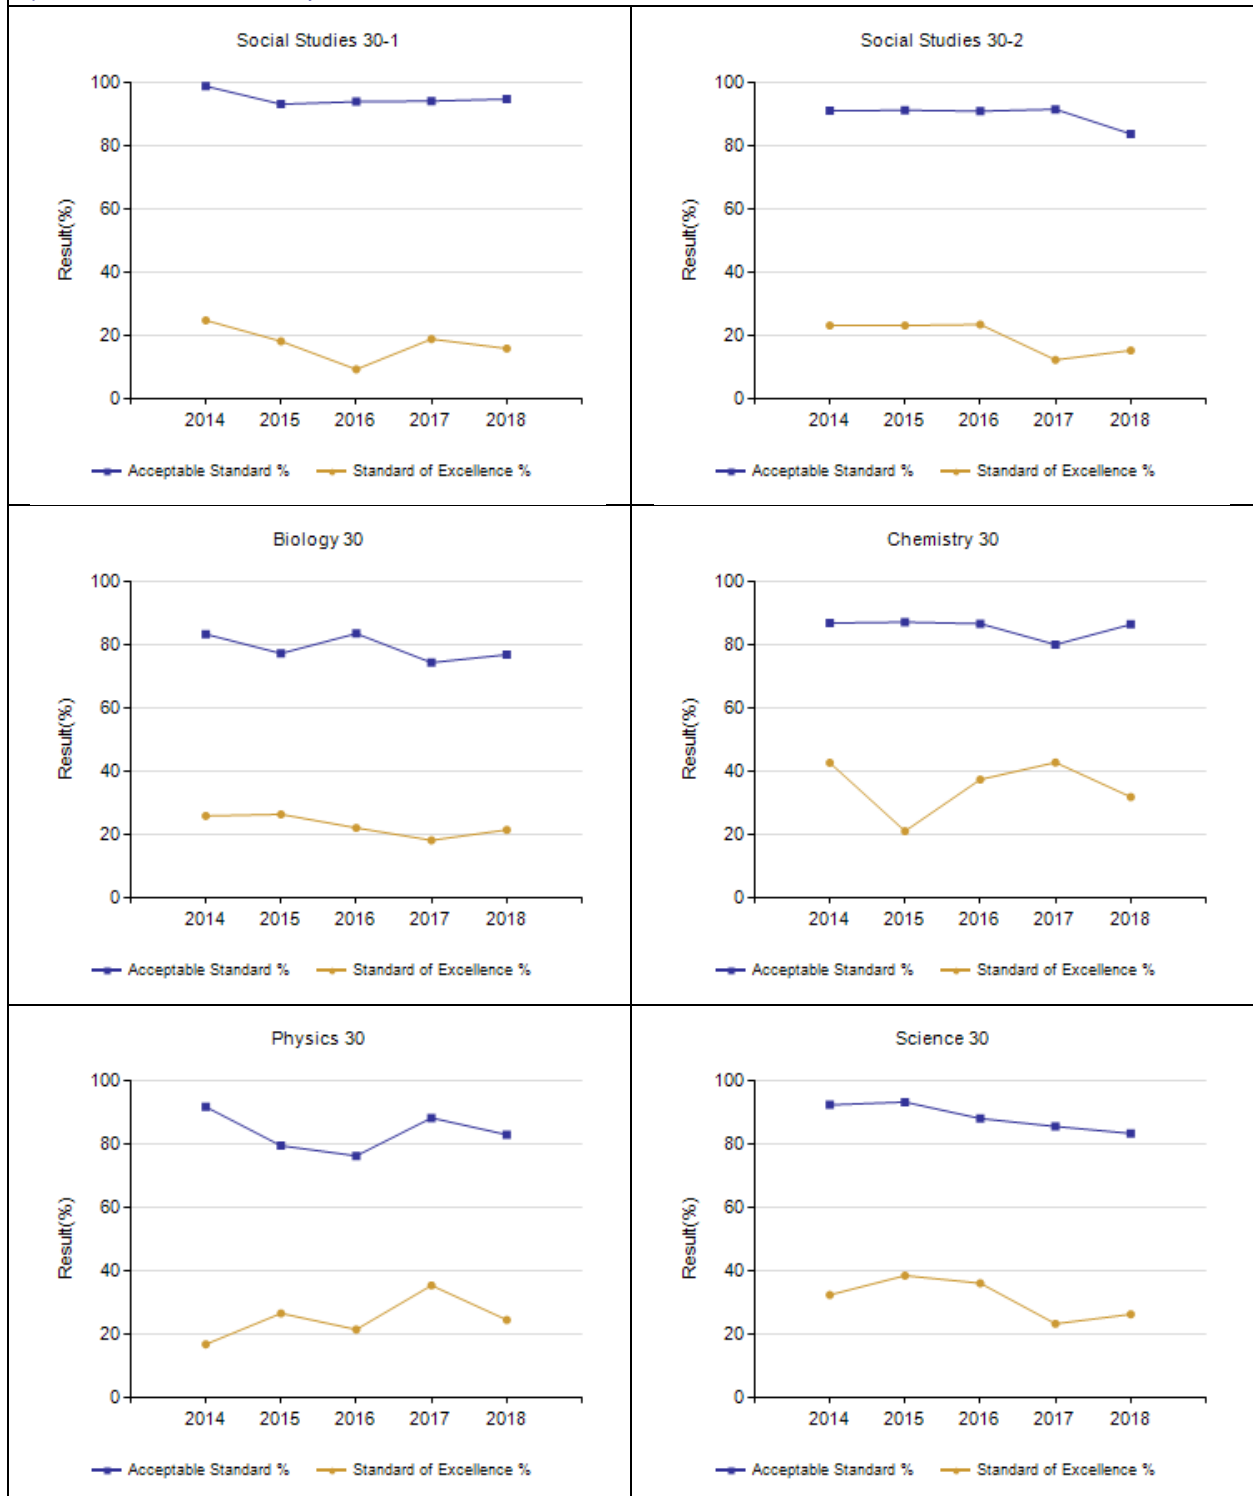 Social Studies 30-1
100
80
60
40
20
0
Result(%)
2014 2015 2016 2017 2018
Acceptable Standard % Standard of Excellence %
Social Studies 30-2
100
80
60
40
20
0
Result(%)
2014 2015 2016 2017 2018
Acceptable Standard % Standard of Excellence %
Biology 30
100
80
60
40
20
0
Result(%)
2014 2015 2016 2017 2018
Acceptable Standard % Standard of Excellence %
Chemistry 30
100
80
60
40
20
0
Result(%)
2014 2015 2016 2017 2018
Acceptable Standard % Standard of Excellence %
Physics 30
100
80
60
40
20
0
Result(%)
2014 2015 2016 2017 2018
Acceptable Standard % Standard of Excellence %
Science 30
100
80
60
40
20
0
Result(%)
2014 2015 2016 2017 2018
Acceptable Standard % Standard of Excellence %